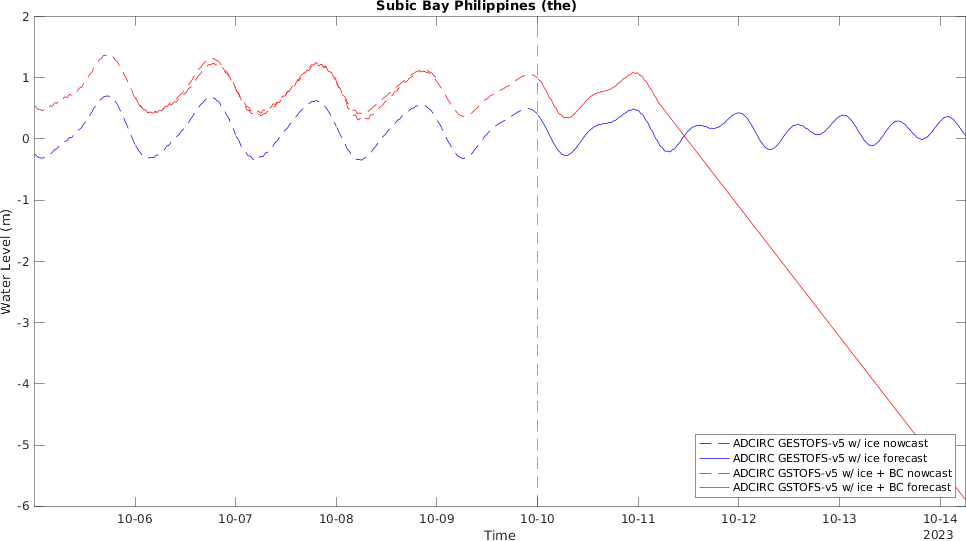 Subic Bay Philippines (the)
2
1
0
-1
-2
-3
-4
-5
-6
Water Level (m)
ADCIRC GESTOFS-v5 w/ ice nowcast
ADCIRC GESTOFS-v5 w/ ice forecast
ADCIRC GSTOFS-v5 w/ ice + BC nowcast
ADCIRC GSTOFS-v5 w/ ice + BC forecast
10-06 10-07 10-08 10-09 10-10 10-11 10-12 10-13 10-14
2023
Time